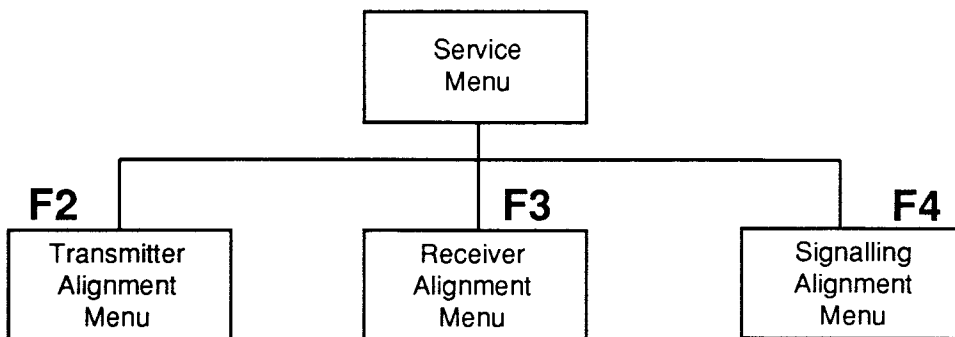 Service
Menu
F2
F3
F4
Transmitter
Alignment
Menu
Receiver
Alignment
Menu
Signalling
Alignment
Menu